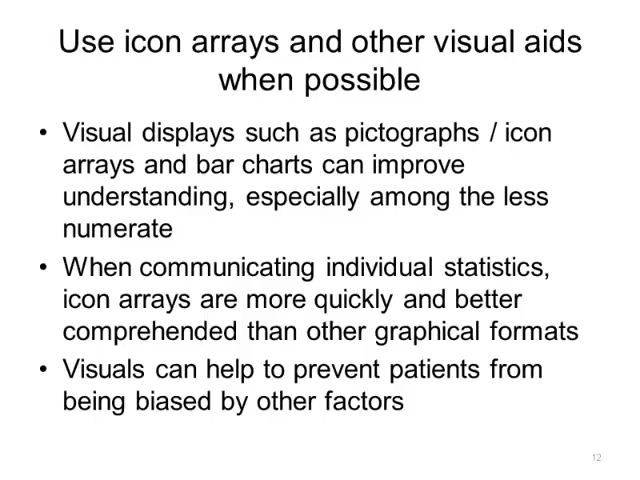 Use icon arrays and other visual aids
when possible
• Visual displays such as pictographs / icon
arrays and bar charts can improve
understanding, especially among the less
numerate
• When communicating individual statistics,
icon arrays are more quickly and better
comprehended than other graphical formats
• Visuals can help to prevent patients from
being biased by other factors
12